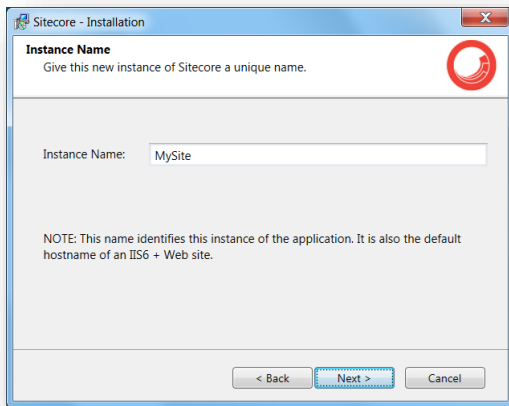 Sitecore - Installation
Instance Name
Give this new instance of Sitecore a unique name.
Instance Name: MySite
NOTE: This name identifies this instance of the application. It is also the default
hostname of an IIS6 + Web site.
< Back Next > Cancel